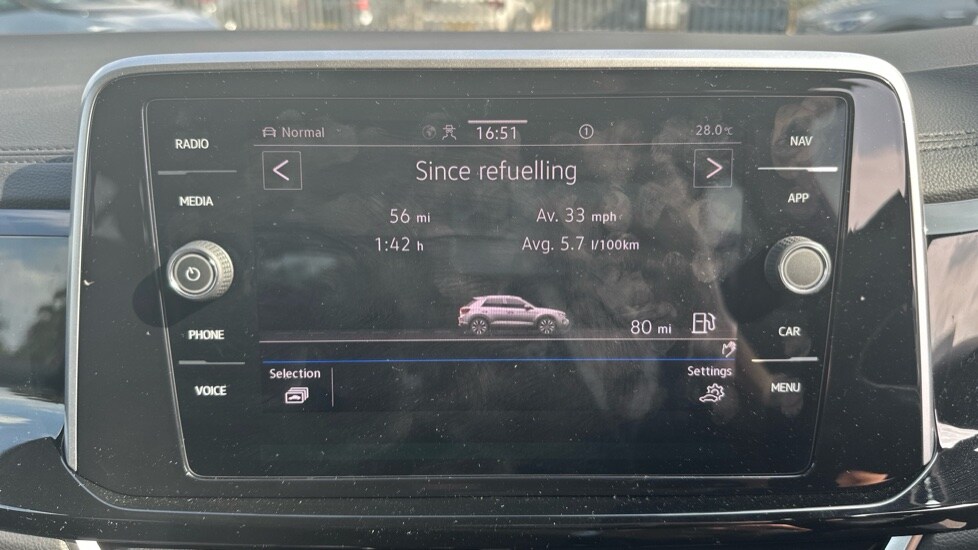 RADIO
MEDIA
PHONE
VOICE
Normal
16:51
28.0°C
Since refuelling
56 mi
Av. 33 mph
1:42 h
Avg. 5.7 l/100km
80 mi
Selection
Settings
NAV
APP
CAR
MENU